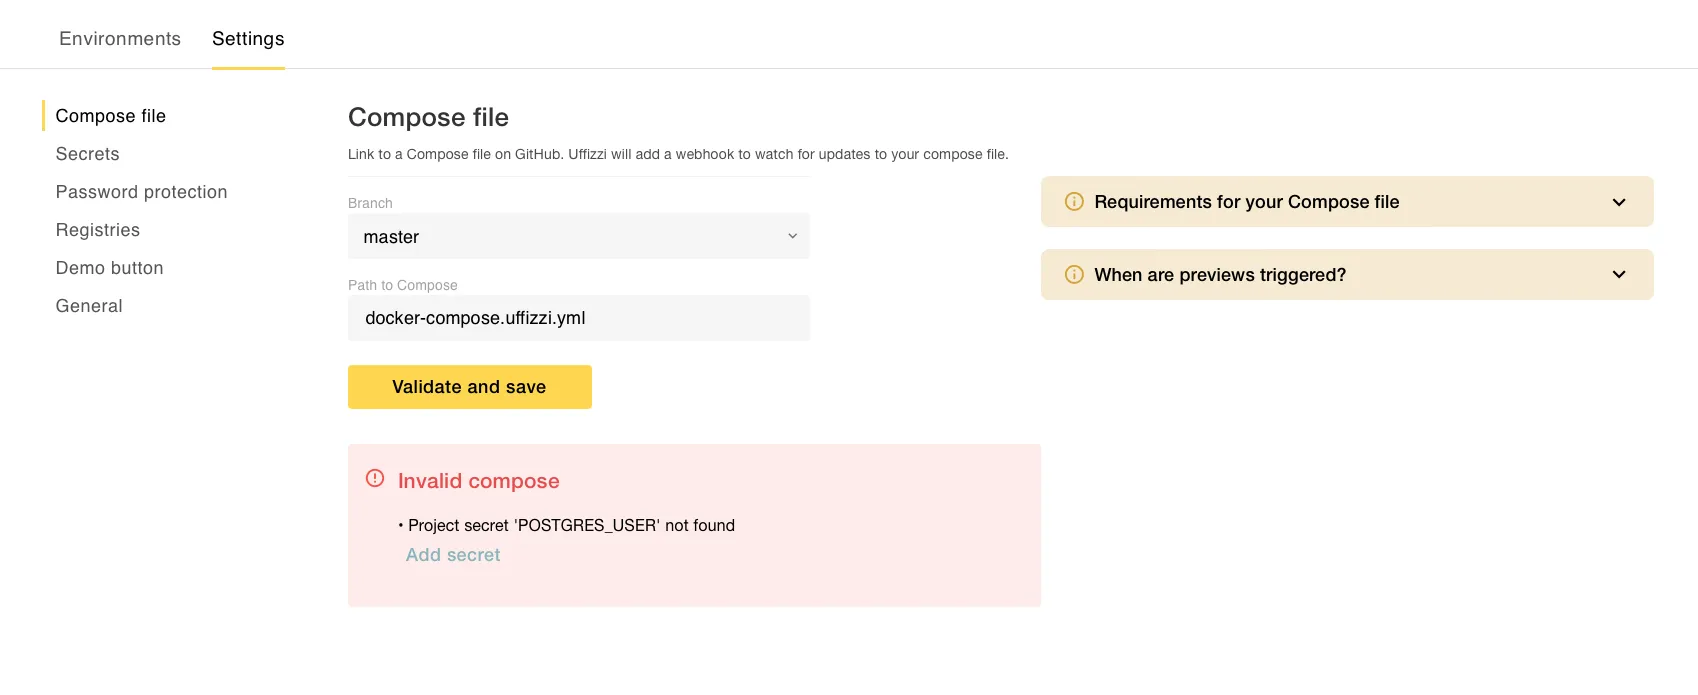 Environments
Settings
Compose file
Secrets
Password protection
Registries
Demo button
General
Compose file
Link to a Compose file on GitHub. Uffizzi will add a webhook to watch for updates to your compose file.
Branch
master
Path to Compose
docker-compose.uffizzi.yml
Validate and save
Invalid compose
• Project secret 'POSTGRES_USER' not found
Add secret
Requirements for your Compose file
When are previews triggered?